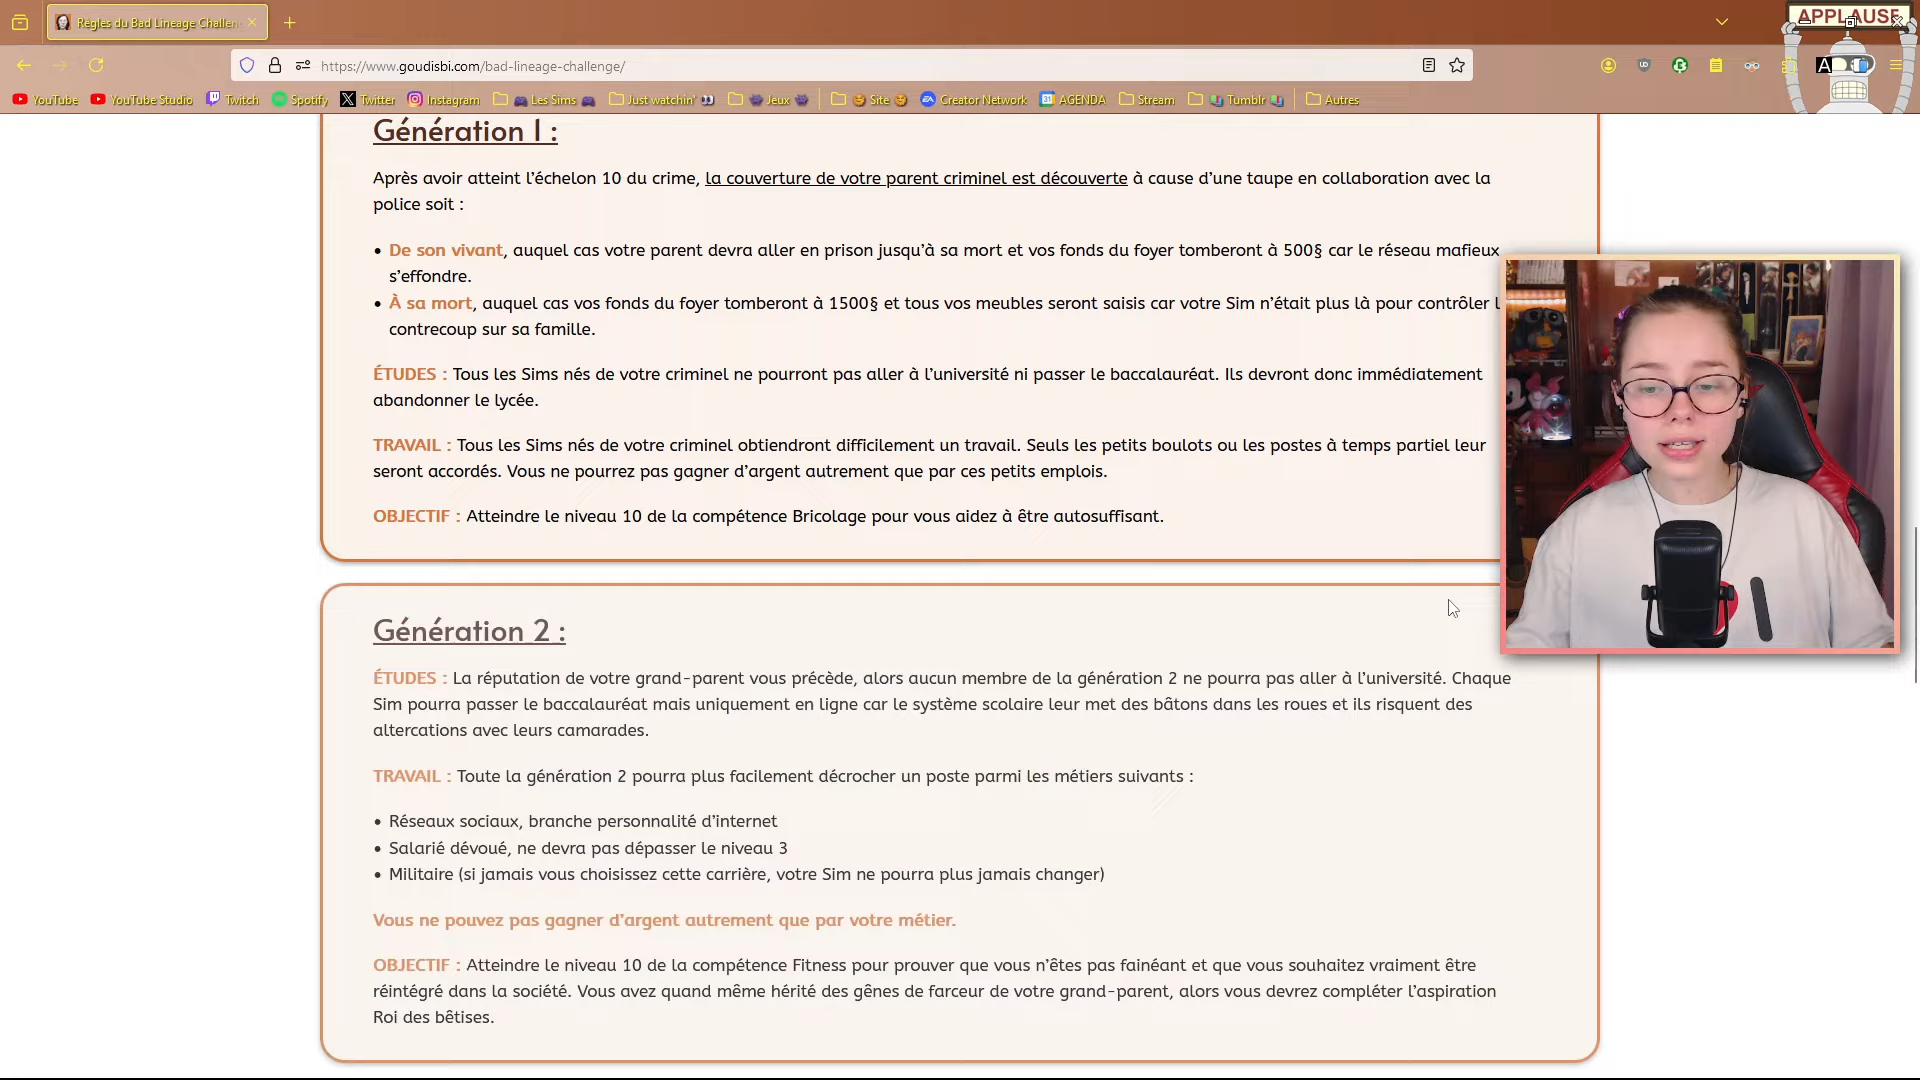 Règles du Bad Lineage Challen
APPLAUSE
https://www.goudisbi.com/bad-lineage-challenge/
YouTube YouTube Studio Twitch Spotify Twitter Instagram Les Sims Just watchin' Jeux Site Creator Network AGENDA Stream Tumblr Autres
Génération 1 :
Après avoir atteint l'échelon 10 du crime, la couverture de votre parent criminel est découverte à cause d'une taupe en collaboration avec la
police soit :
• De son vivant, auquel cas votre parent devra aller en prison jusqu'à sa mort et vos fonds du foyer tomberont à 500§ car le réseau mafieux
s'effondre.
• À sa mort, auquel cas vos fonds du foyer tomberont à 1500§ et tous vos meubles seront saisis car votre Sim n'était plus là pour contrôler l
contrecoup sur sa famille.
ÉTUDES : Tous les Sims nés de votre criminel ne pourront pas aller à l'université ni passer le baccalauréat. Ils devront donc immédiatement
abandonner le lycée.
TRAVAIL : Tous les Sims nés de votre criminel obtiendront difficilement un travail. Seuls les petits boulots ou les postes à temps partiel leur
seront accordés. Vous ne pourrez pas gagner d'argent autrement que par ces petits emplois.
OBJECTIF : Atteindre le niveau 10 de la compétence Bricolage pour vous aidez à être autosuffisant.
Génération 2 :
ÉTUDES : La réputation de votre grand-parent vous précède, alors aucun membre de la génération 2 ne pourra pas aller à l'université. Chaque
Sim pourra passer le baccalauréat mais uniquement en ligne car le système scolaire leur met des bâtons dans les roues et ils risquent des
altercations avec leurs camarades.
TRAVAIL : Toute la génération 2 pourra plus facilement décrocher un poste parmi les métiers suivants :
• Réseaux sociaux, branche personnalité d'internet
• Salarié dévoué, ne devra pas dépasser le niveau 3
• Militaire (si jamais vous choisissez cette carrière, votre Sim ne pourra plus jamais changer)
Vous ne pouvez pas gagner d'argent autrement que par votre métier.
OBJECTIF : Atteindre le niveau 10 de la compétence Fitness pour prouver que vous n'êtes pas fainéant et que vous souhaitez vraiment être
réintégré dans la société. Vous avez quand même hérité des gênes de farceur de votre grand-parent, alors vous devrez compléter l'aspiration
Roi des bêtises.